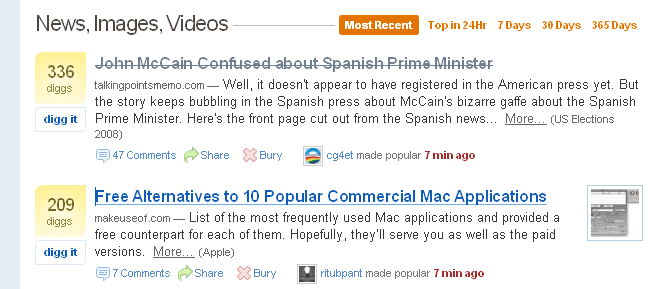 News, Images, Videos
Most Recent Top in 24Hr 7 Days 30 Days 365 Days
336
diggs
digg it
John McCain Confused about Spanish Prime Minister
talkingpointsmemo.com — Well, it doesn't appear to have registered in the American press yet. But
the story keeps bubbling in the Spanish press about McCain's bizarre gaffe about the Spanish
Prime Minister. Here's the front page cut out from the Spanish news... More... (US Elections
2008)
47 Comments Share Bury cg4et made popular 7 min ago
209
diggs
digg it
Free Alternatives to 10 Popular Commercial Mac Applications
makeuseof.com — List of the most frequently used Mac applications and provided a
free counterpart for each of them. Hopefully, they'll serve you as well as the paid
versions. More... (Apple)
7 Comments Share Bury ritubpant made popular 7 min ago